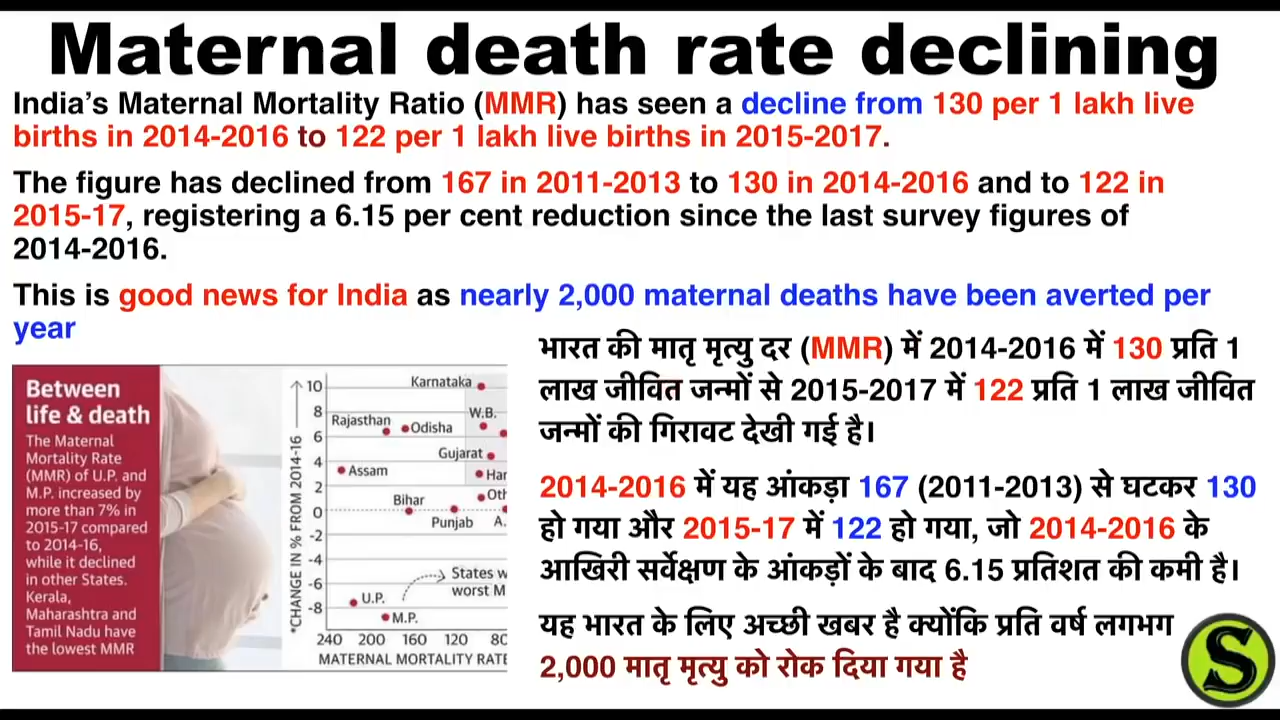 Maternal death rate declining
India's Maternal Mortality Ratio (MMR) has seen a decline from 130 per 1 lakh live
births in 2014-2016 to 122 per 1 lakh live births in 2015-2017.
The figure has declined from 167 in 2011-2013 to 130 in 2014-2016 and to 122 in
2015-17, registering a 6.15 per cent reduction since the last survey figures of
2014-2016.
This is good news for India as nearly 2,000 maternal deaths have been averted per
year
Between
life & death
The Maternal
Mortality Rate
(MMR) of U.P. and
M.P. increased by
more than 7% in
2015-17 compared
to 2014-16,
while it declined
in other States.
Kerala,
Maharashtra and
Tamil Nadu have
the lowest MMR
*CHANGE IN % FROM 2014-16
10
8
6
4
2
0
-2
-4
-6
-8
Karnataka
W.B.
Rajasthan
Odisha
Gujarat
Assam
Har
Bihar
Oth
Punjab
A.
States w
worst M
U.P.
M.P.
240 200 160 120 80
MATERNAL MORTALITY RATE
भारत की मातृ मृत्यु दर (MMR) में 2014-2016 में 130 प्रति 1
लाख जीवित जन्मों से 2015-2017 में 122 प्रति 1 लाख जीवित
जन्मों की गिरावट देखी गई है।
2014-2016 में यह आंकड़ा 167 (2011-2013) से घटकर 130
हो गया और 2015-17 में 122 हो गया, जो 2014-2016 के
आखिरी सर्वेक्षण के आंकड़ों के बाद 6.15 प्रतिशत की कमी है।
यह भारत के लिए अच्छी खबर है क्योंकि प्रति वर्ष लगभग
2,000 मातृ मृत्यु को रोक दिया गया है
S